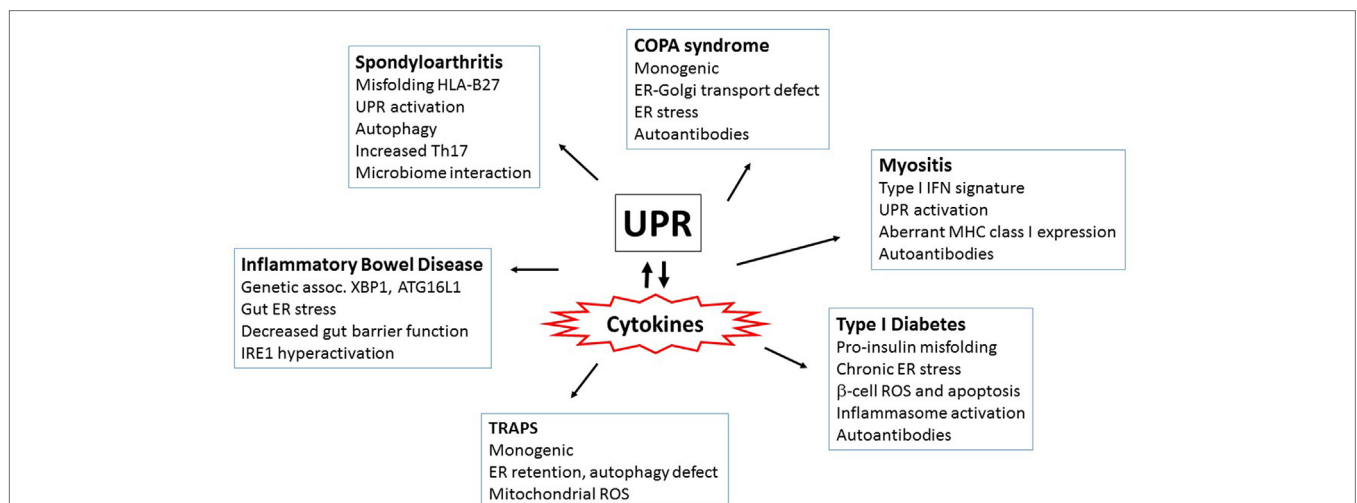 COPA syndrome
Monogenic
ER-Golgi transport defect
ER stress
Autoantibodies
Spondyloarthritis
Misfolding HLA-B27
UPR activation
Autophagy
Increased Th17
Microbiome interaction
Myositis
Type I IFN signature
UPR activation
Aberrant MHC class I expression
Autoantibodies
UPR
Inflammatory Bowel Disease
Genetic assoc. XBP1, ATG16L1
Gut ER stress
Decreased gut barrier function
IRE1 hyperactivation
Cytokines
Type I Diabetes
Pro-insulin misfolding
Chronic ER stress
β-cell ROS and apoptosis
Inflammasome activation
Autoantibodies
TRAPS
Monogenic
ER retention, autophagy defect
Mitochondrial ROS